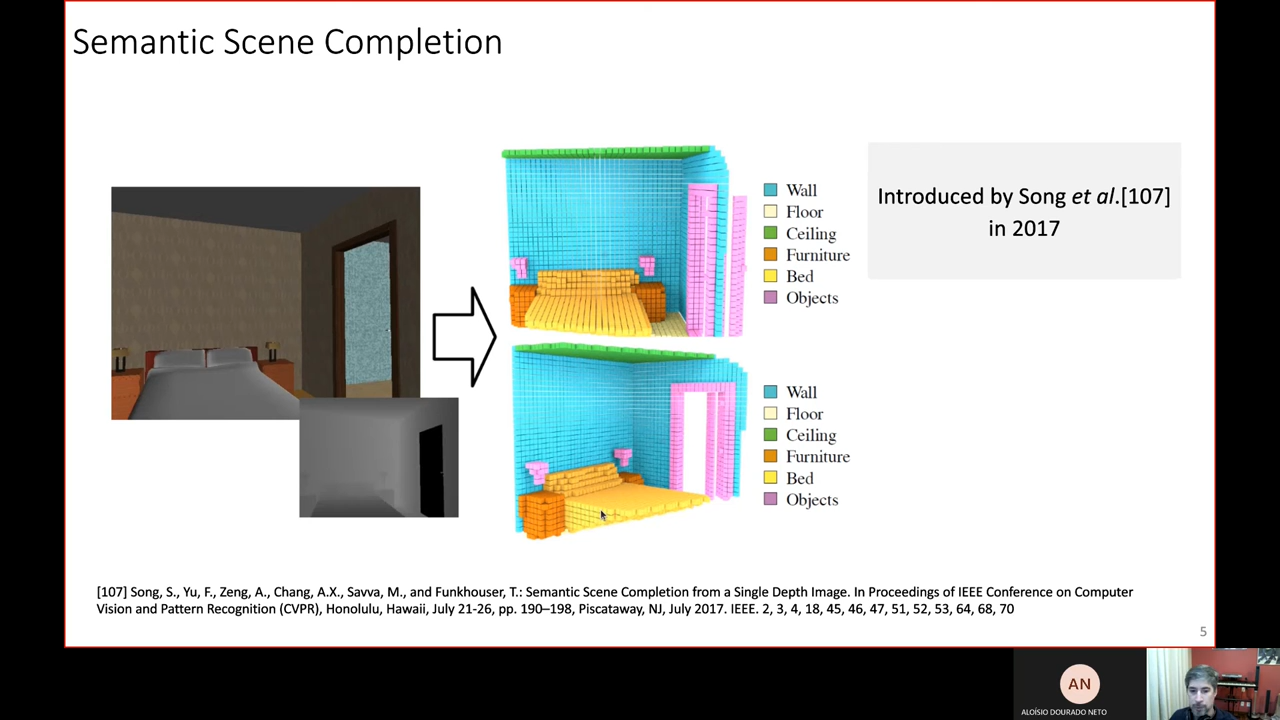 Semantic Scene Completion
Wall
Floor
Ceiling
Furniture
Bed
Objects
Introduced by Song et al.[107]
in 2017
Wall
Floor
Ceiling
Furniture
Bed
Objects
[107] Song, S., Yu, F., Zeng, A., Chang, A.X., Savva, M., and Funkhouser, T.: Semantic Scene Completion from a Single Depth Image. In Proceedings of IEEE Conference on Computer
Vision and Pattern Recognition (CVPR), Honolulu, Hawaii, July 21-26, pp. 190–198, Piscataway, NJ, July 2017. IEEE. 2, 3, 4, 18, 45, 46, 47, 51, 52, 53, 64, 68, 70
5
AN
ALOÍSIO DOURADO NETO